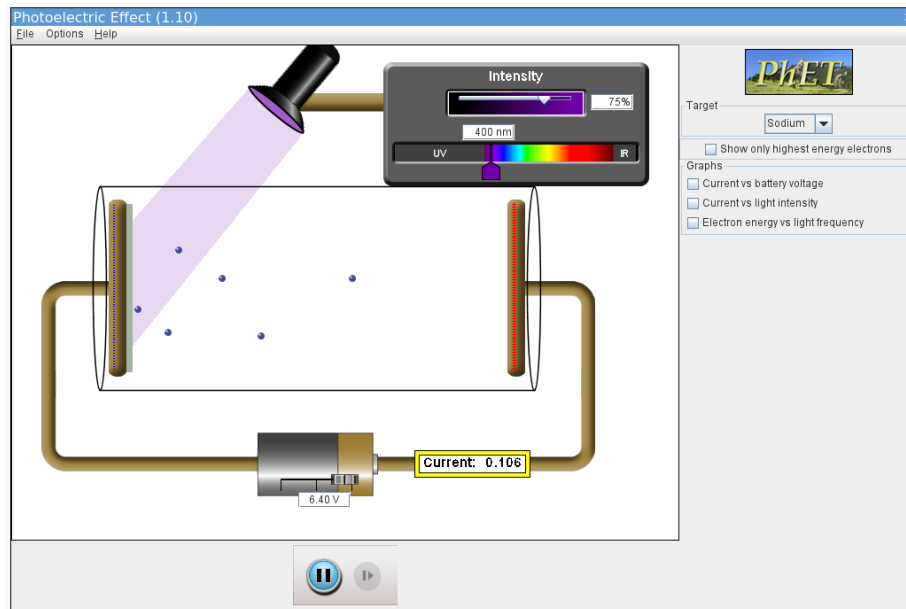 Photoelectric Effect (1.10)
File Options Help
Intensity
75%
400 nm
UV
IR
PhET
Target
Sodium
Show only highest energy electrons
Graphs
Current vs battery voltage
Current vs light intensity
Electron energy vs light frequency
Current: 0.106
6.40 V